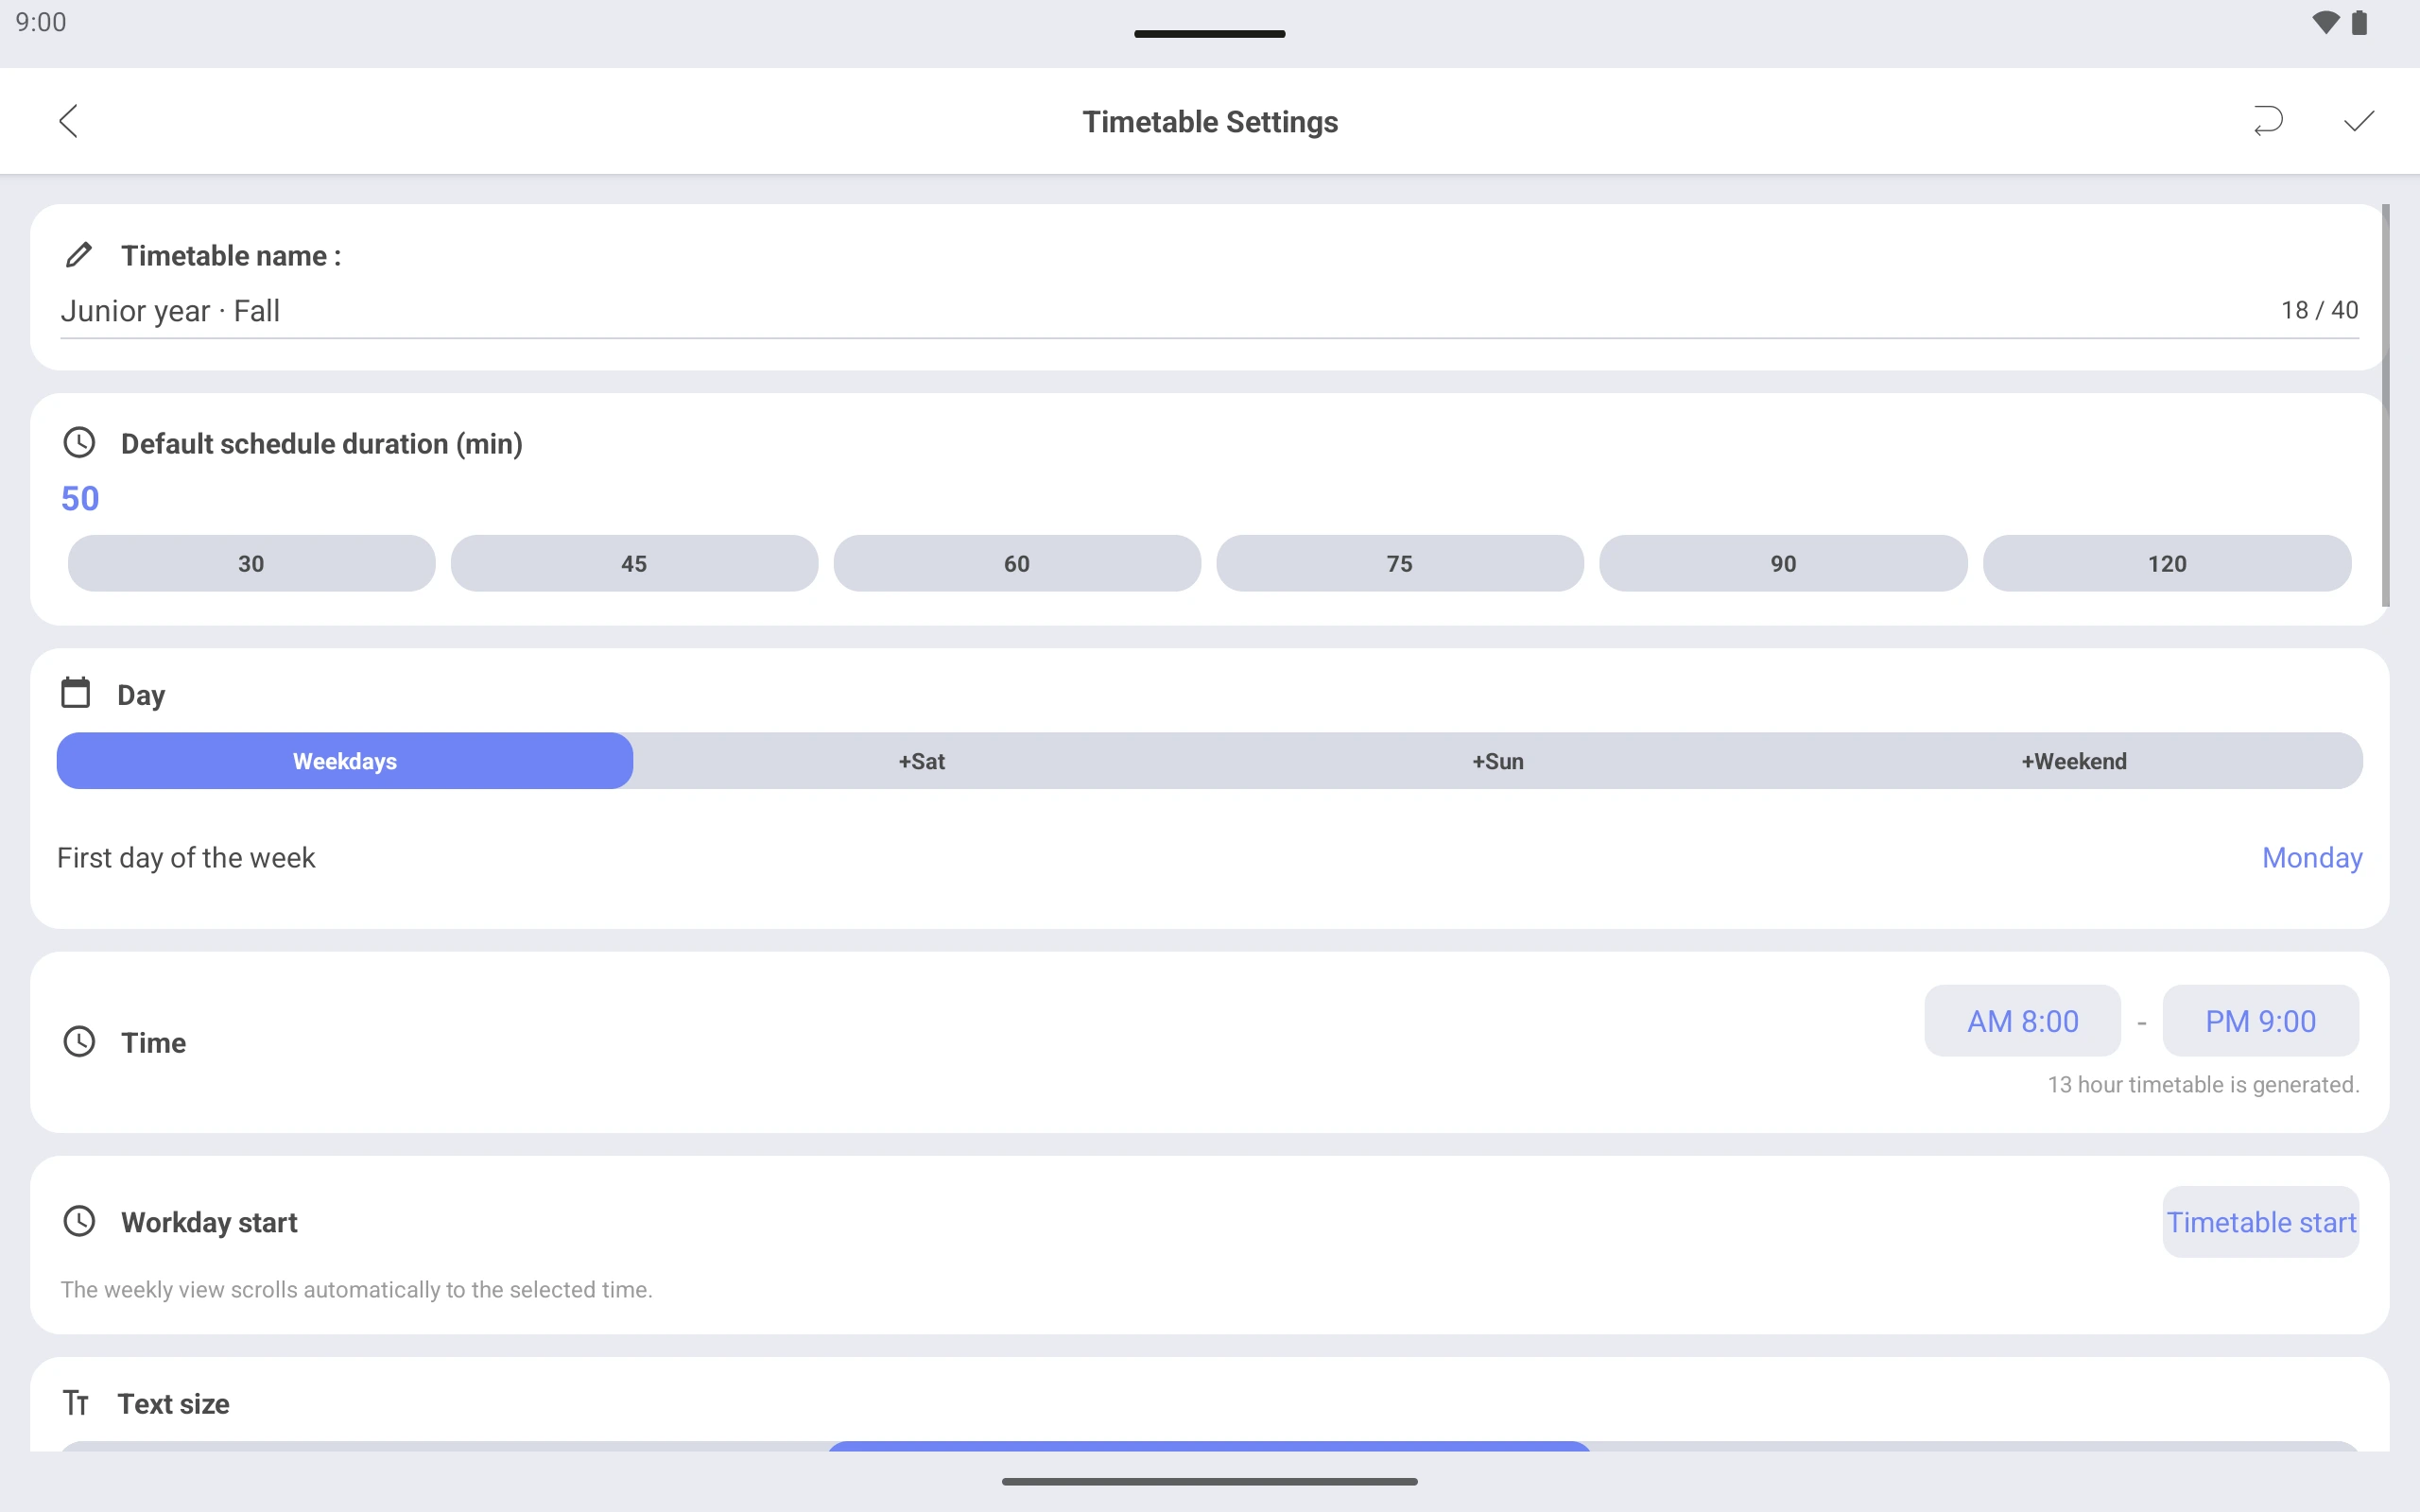 9:00
Timetable Settings
Timetable name :
Junior year · Fall
18 / 40
Default schedule duration (min)
50
30 45 60 75 90 120
Day
Weekdays +Sat +Sun +Weekend
First day of the week Monday
Time
AM 8:00 - PM 9:00
13 hour timetable is generated.
Workday start
Timetable start
The weekly view scrolls automatically to the selected time.
Text size